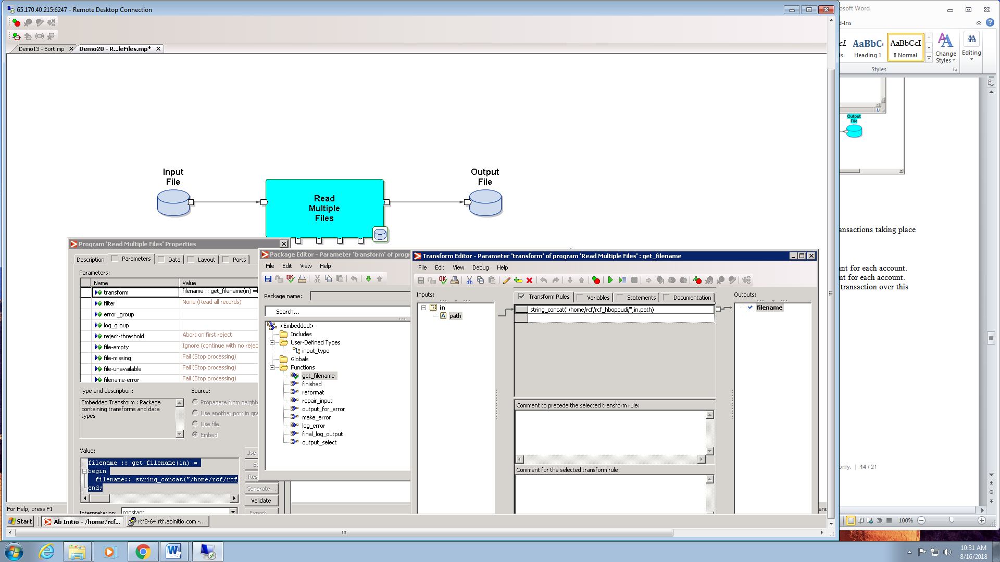 65.170.40.215:6247 - Remote Desktop Connection
Demo13 - Sort.mp
Demo20 - R...leFiles.mp*
Input
File
Read
Multiple
Files
Output
File
Program 'Read Multiple Files' Properties
Description
Parameters
Data
Layout
Ports
Parameters:
Name
Value
transform
filename :: get_filename(in) =
filter
None (Read all records)
error_group
log_group
reject-threshold
Abort on first reject
file-empty
Ignore (continue with no rejec
file-missing
Fail (Stop processing)
file-unavailable
Fail (Stop processing)
filename-error
Fail (Stop processing)
Type and description:
Embedded Transform : Package
containing transforms and data
types
Source:
Propagate from neighb
Use another port in gra
Use file
Embed
Value:
filename :: get_filename(in) =
begin
filename:: string_concat("/home/rcf/rcf
end;
Use
Ec
Res
Generate...
Validate
Export
Interpretation:
constant
Package Editor - Parameter 'transform' of prog
File Edit View Help
Package name:
Search...
<Embedded>
Includes
User-Defined Types
input_type
Globals
Functions
get_filename
finished
reformat
repair_input
output_for_error
make_error
log_error
final_log_output
output_select
Transform Editor - Parameter 'transform' of program 'Read Multiple Files' : get_filename
File Edit View Debug Help
Inputs:
in
path
Transform Rules
Variables
Statements
Documentation
string_concat("/home/rcf/rcf_hboppudi/",in.path)
Outputs:
filename
Comment to precede the selected transform rule:
Comment for the selected transform rule:
For Help, press F1
Start
Ab Initio - /home/rcf...
rtf8-64.rtf.abinitio.com -...
osoft Word
d-Ins
AaBbCc
Heading 1
AaBbCcI
¶ Normal
Change
Styles
Editing
Styles
Output
File
ansactions taking place
unt for each account.
nt for each account.
transaction over this
only. | 14 / 21
100%
10:31 AM
8/16/2018